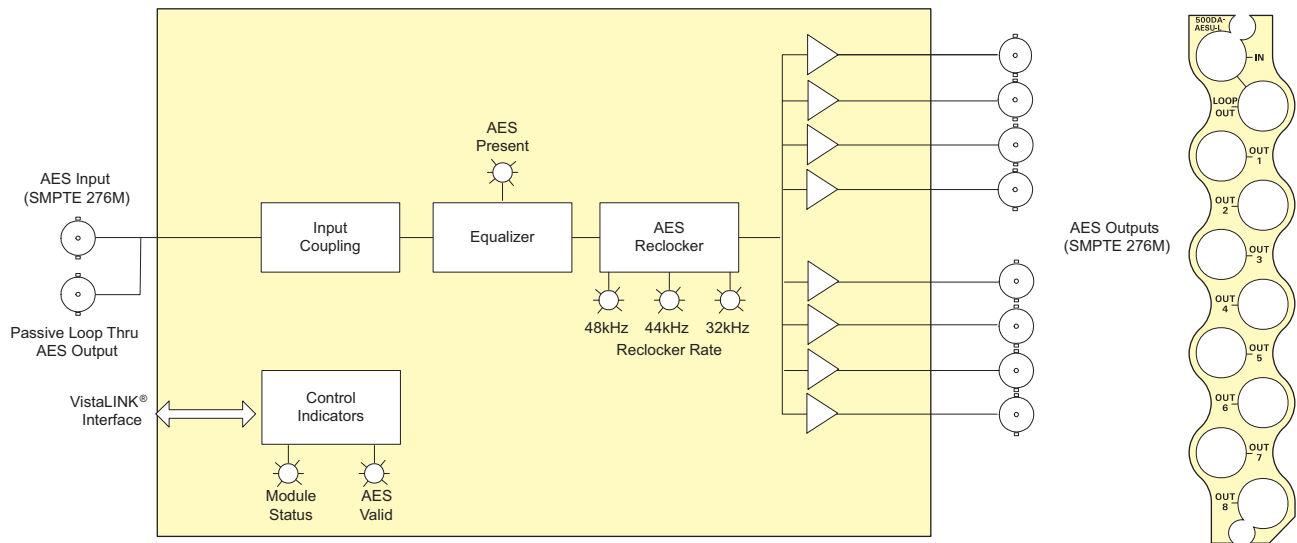 AES Input
(SMPTE 276M)
Passive Loop Thru
AES Output
VistaLINK®
Interface
Input
Coupling
AES
Present
Equalizer
AES
Reclocker
48kHz 44kHz 32kHz
Reclocker Rate
Control
Indicators
Module
Status
AES
Valid
AES Outputs
(SMPTE 276M)
500DA-
AESU-L
IN
LOOP
OUT
OUT
1
OUT
2
OUT
3
OUT
4
OUT
5
OUT
6
OUT
7
OUT
8